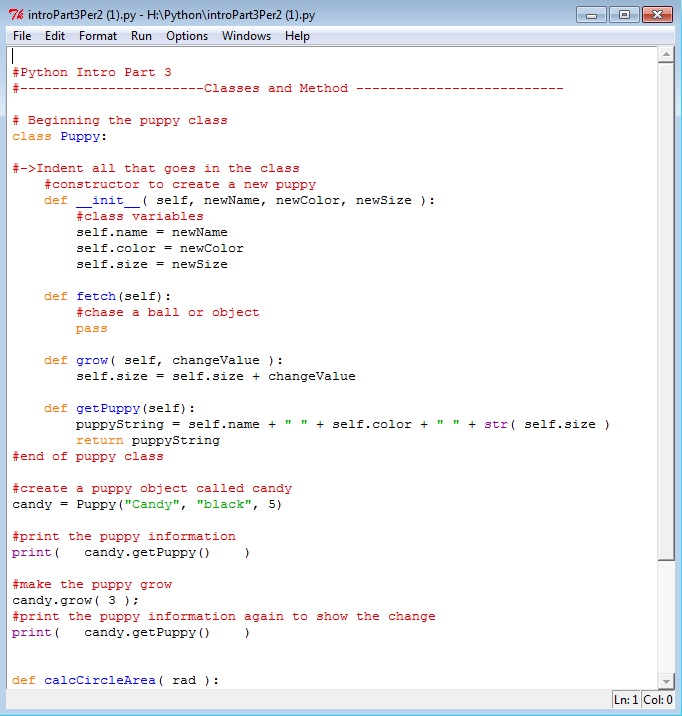 introPart3Per2 (1).py - H:\Python\introPart3Per2 (1).py
File Edit Format Run Options Windows Help
#Python Intro Part 3
#-----------------------Classes and Method --------------------------
# Beginning the puppy class
class Puppy:
#->Indent all that goes in the class
    #constructor to create a new puppy
    def __init__( self, newName, newColor, newSize ):
        #class variables
        self.name = newName
        self.color = newColor
        self.size = newSize
    def fetch(self):
        #chase a ball or object
        pass
    def grow( self, changeValue ):
        self.size = self.size + changeValue
    def getPuppy(self):
        puppyString = self.name + " " + self.color + " " + str( self.size )
        return puppyString
#end of puppy class
#create a puppy object called candy
candy = Puppy("Candy", "black", 5)
#print the puppy information
print(   candy.getPuppy()    )
#make the puppy grow
candy.grow( 3 );
#print the puppy information again to show the change
print(   candy.getPuppy()    )
def calcCircleArea( rad ):
Ln: 1 Col: 0